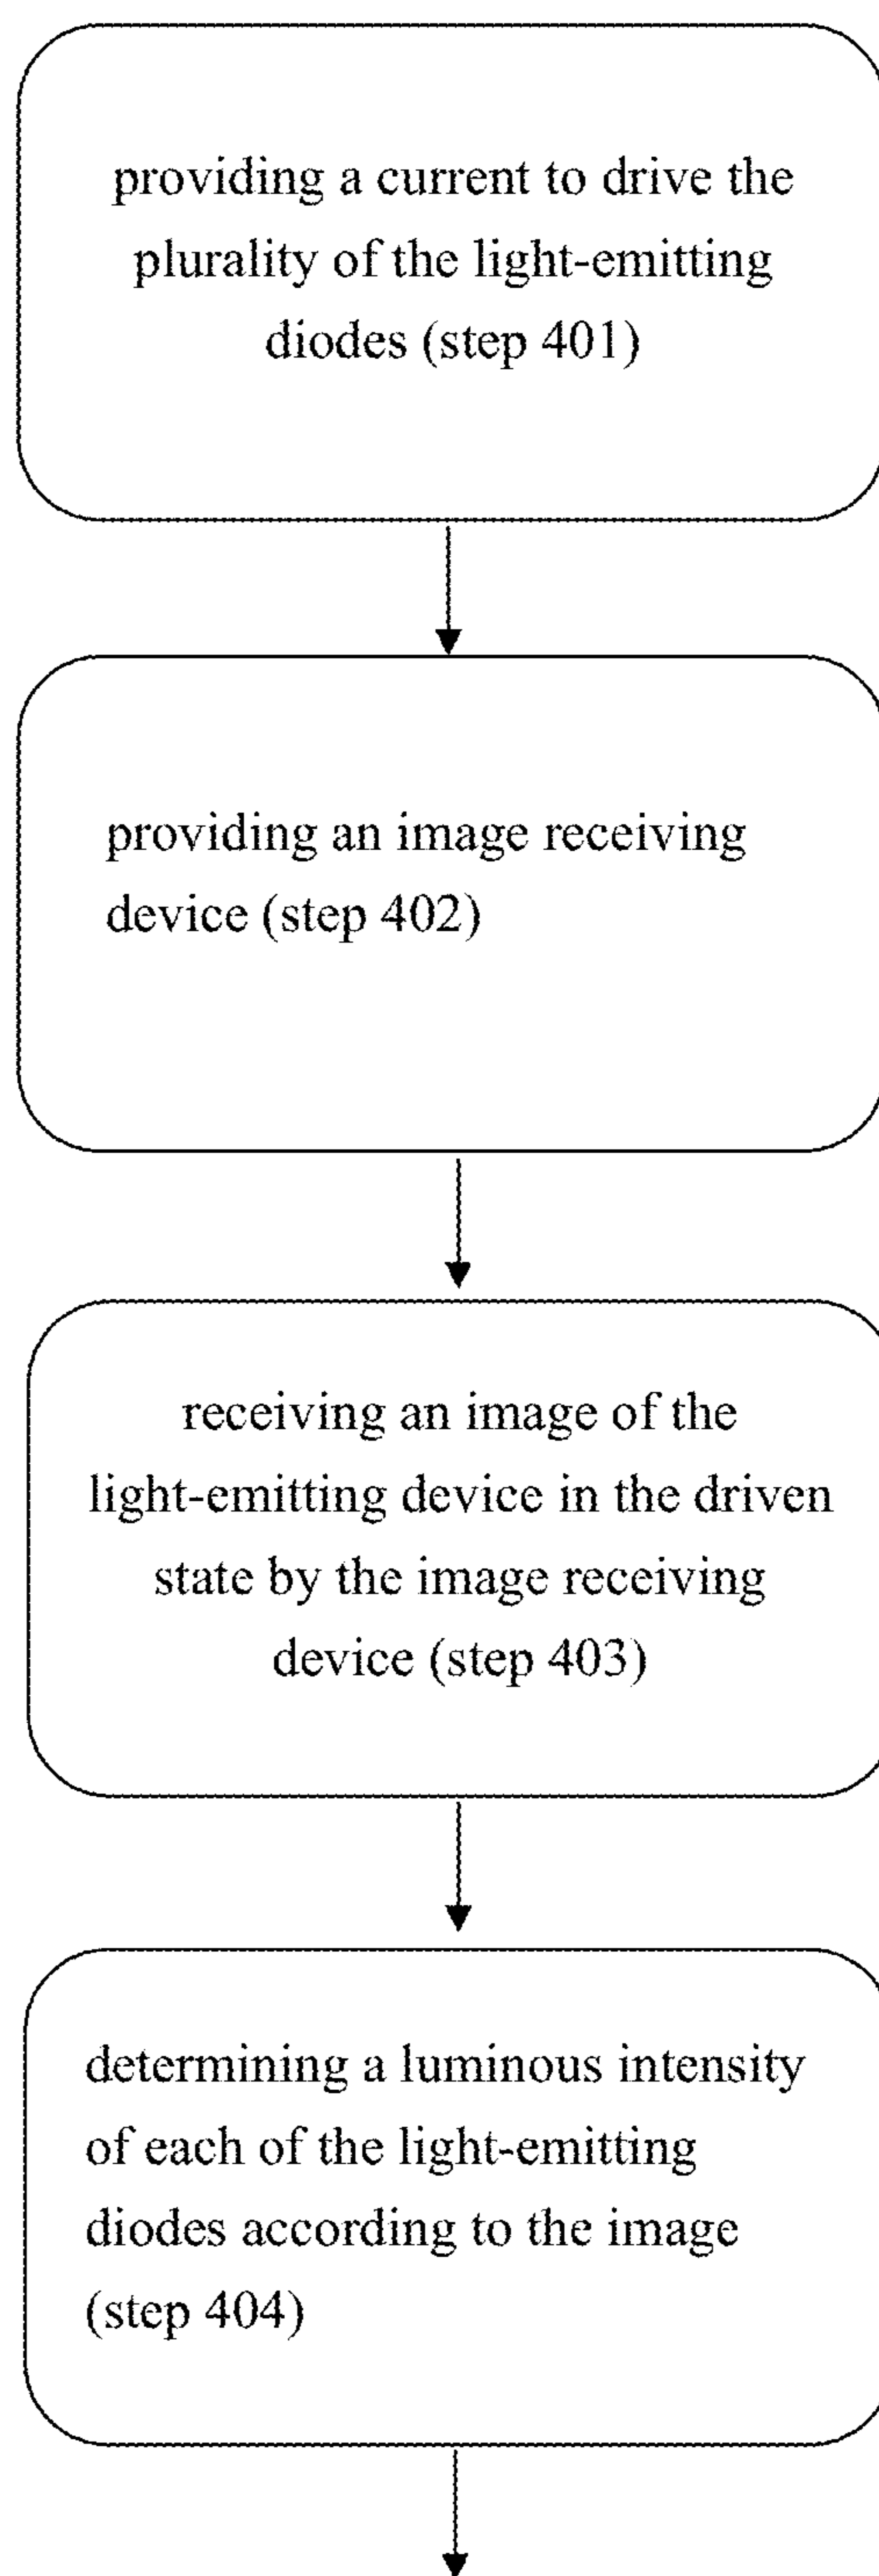 providing a current to drive the
plurality of the light-emitting
diodes (step 401)
providing an image receiving
device (step 402)
receiving an image of the
light-emitting device in the driven
state by the image receiving
device (step 403)
determining a luminous intensity
of each of the light-emitting
diodes according to the image
(step 404)